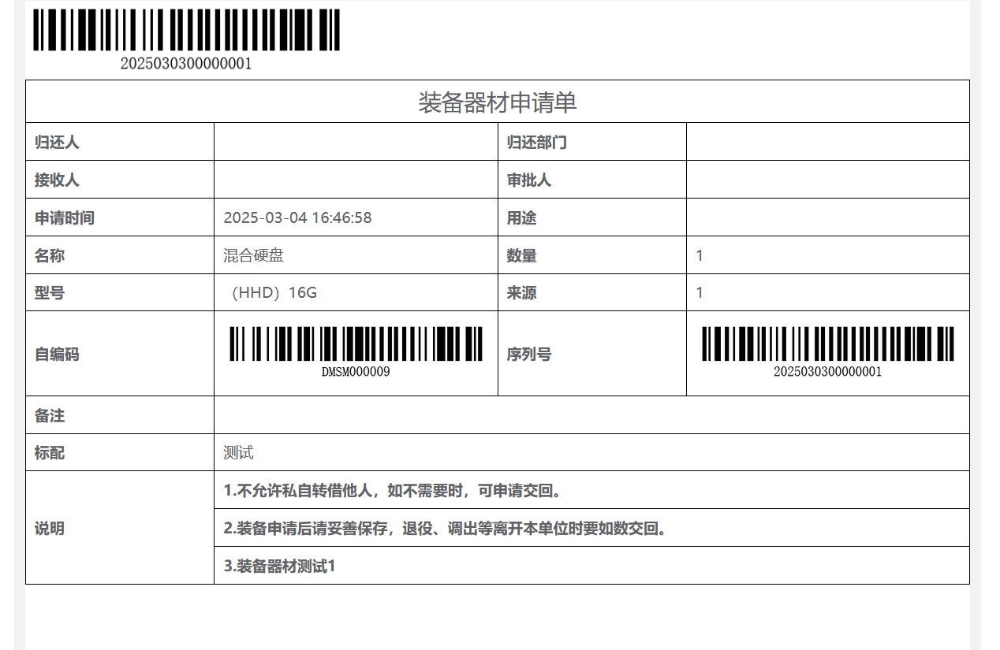 2025030300000001
装备器材申请单
归还人 归还部门
接收人 审批人
申请时间 2025-03-04 16:46:58 用途
名称 混合硬盘 数量 1
型号 （HHD）16G 来源 1
自编码 DMSM000009 序列号 2025030300000001
备注
标配 测试
说明
1.不允许私自转借他人，如不需要时，可申请交回。
2.装备申请后请妥善保存，退役、调出等离开本单位时要如数交回。
3.装备器材测试1